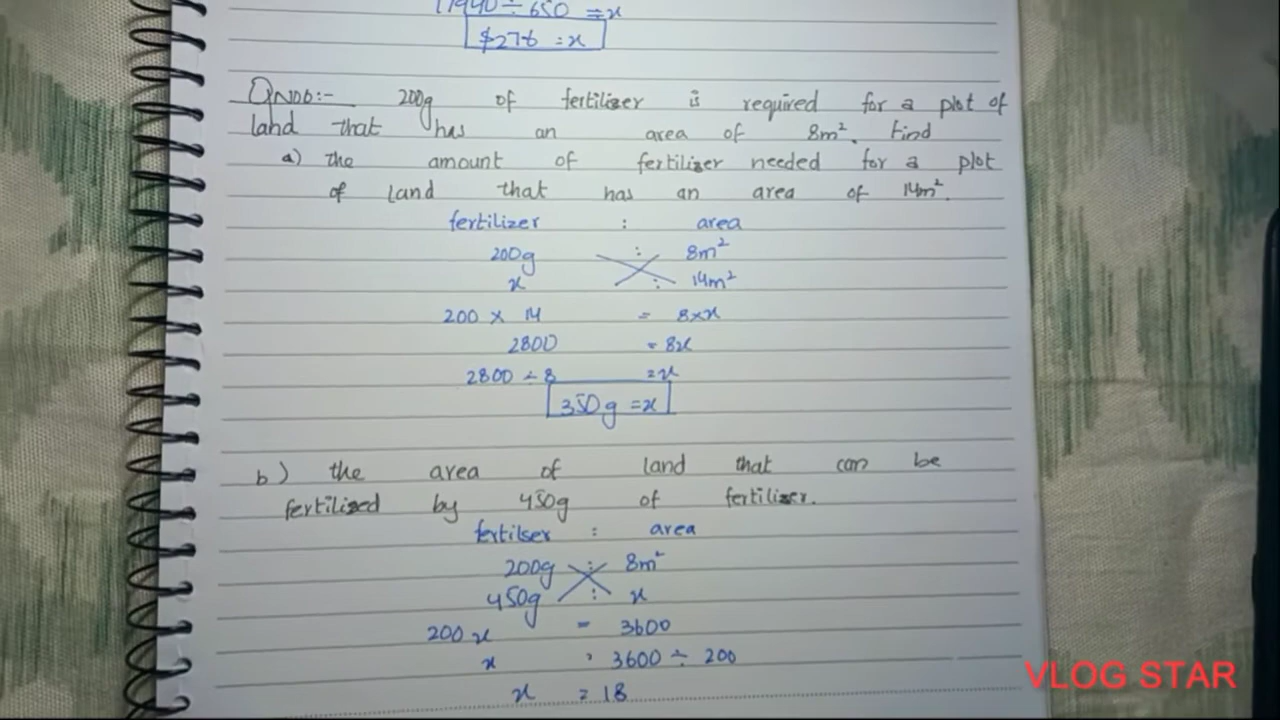 11940 ÷ 650 = x
$276 = x
QNo6:- 200g of fertilizer is required for a plot of
land that has an area of 8m². Find
a) the amount of fertilizer needed for a plot
of land that has an area of 14m².
fertilizer : area
200g : 8m²
x : 14m²
200 × 14 = 8×x
2800 = 8x
2800 ÷ 8 = x
350g = x
b) the area of land that can be
fertilized by 450g of fertilizer.
fertilser : area
200g : 8m²
450g : x
200x = 3600
x = 3600 ÷ 200
x = 18
VLOG STAR